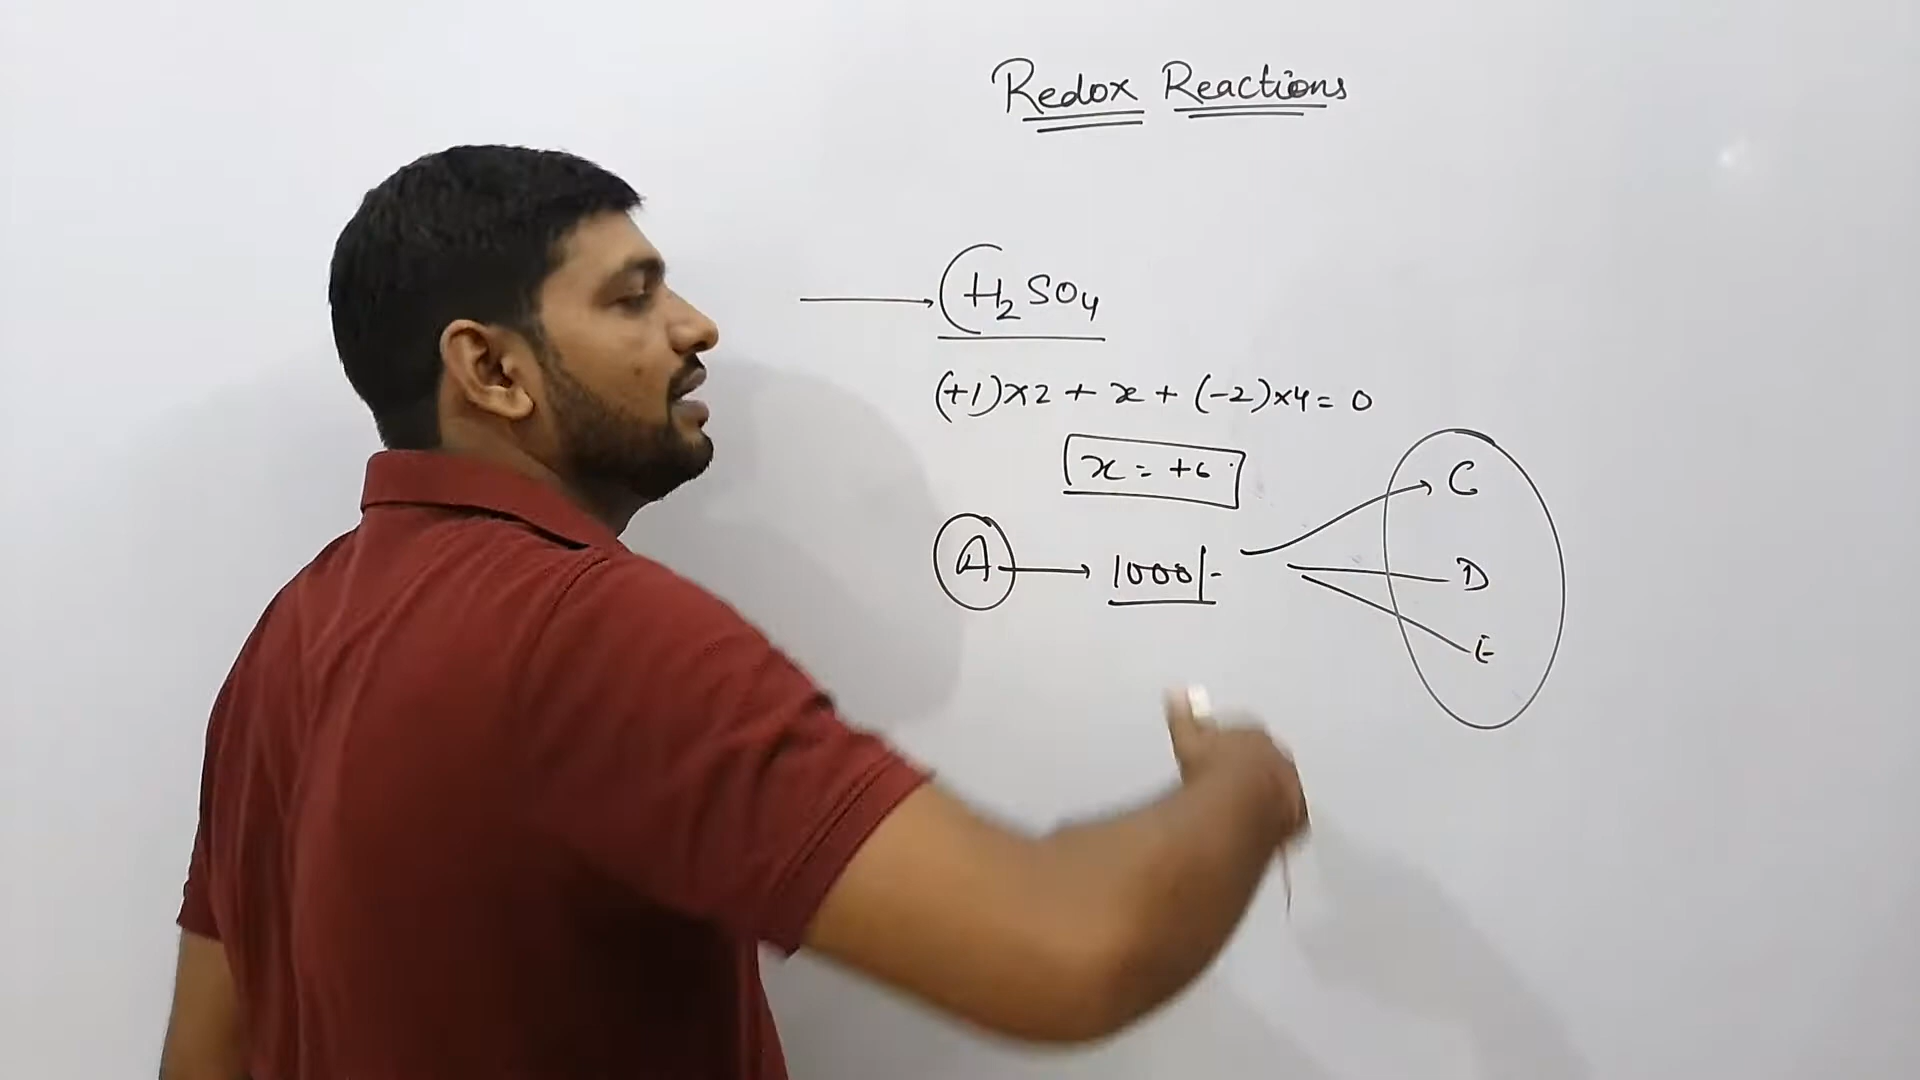 Redox Reactions
H₂SO₄
(+1)×2 + x + (-2)×4 = 0
x = +6
C
A → 1000/-
D
E